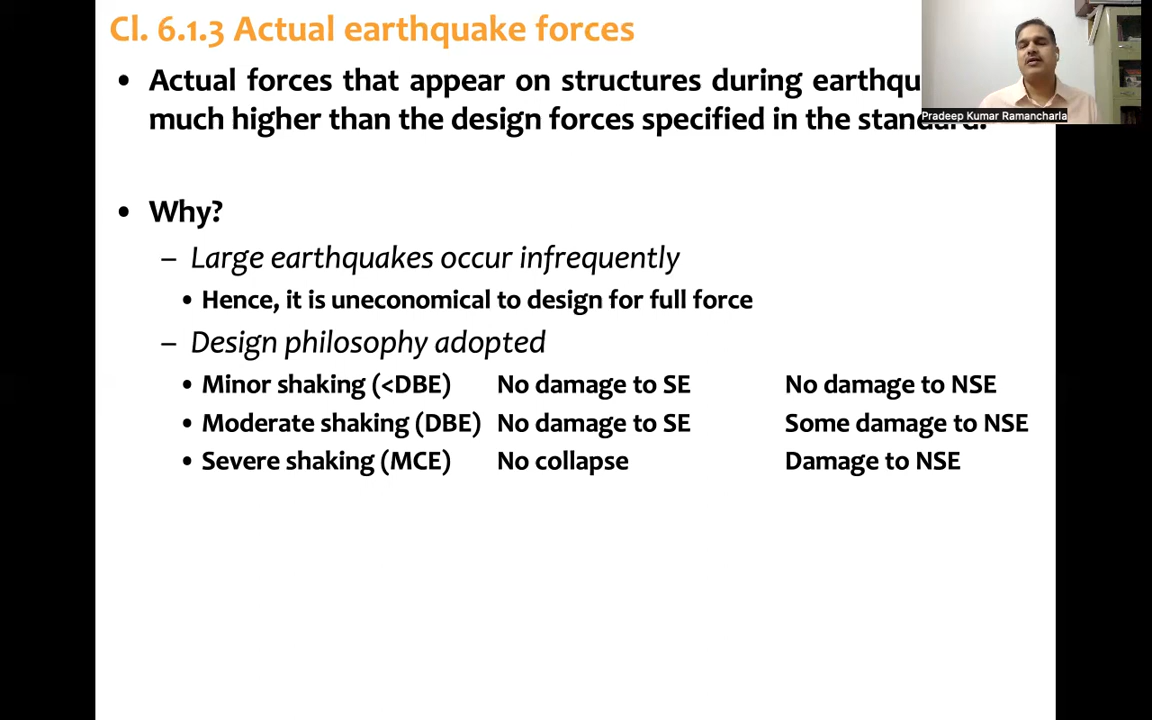 Cl. 6.1.3 Actual earthquake forces
• Actual forces that appear on structures during
much higher than the design forces specified in the standard.
Pradeep Kumar Ramancharla
• Why?
– Large earthquakes occur infrequently
• Hence, it is uneconomical to design for full force
– Design philosophy adopted
• Minor shaking (<DBE) No damage to SE No damage to NSE
• Moderate shaking (DBE) No damage to SE Some damage to NSE
• Severe shaking (MCE) No collapse Damage to NSE